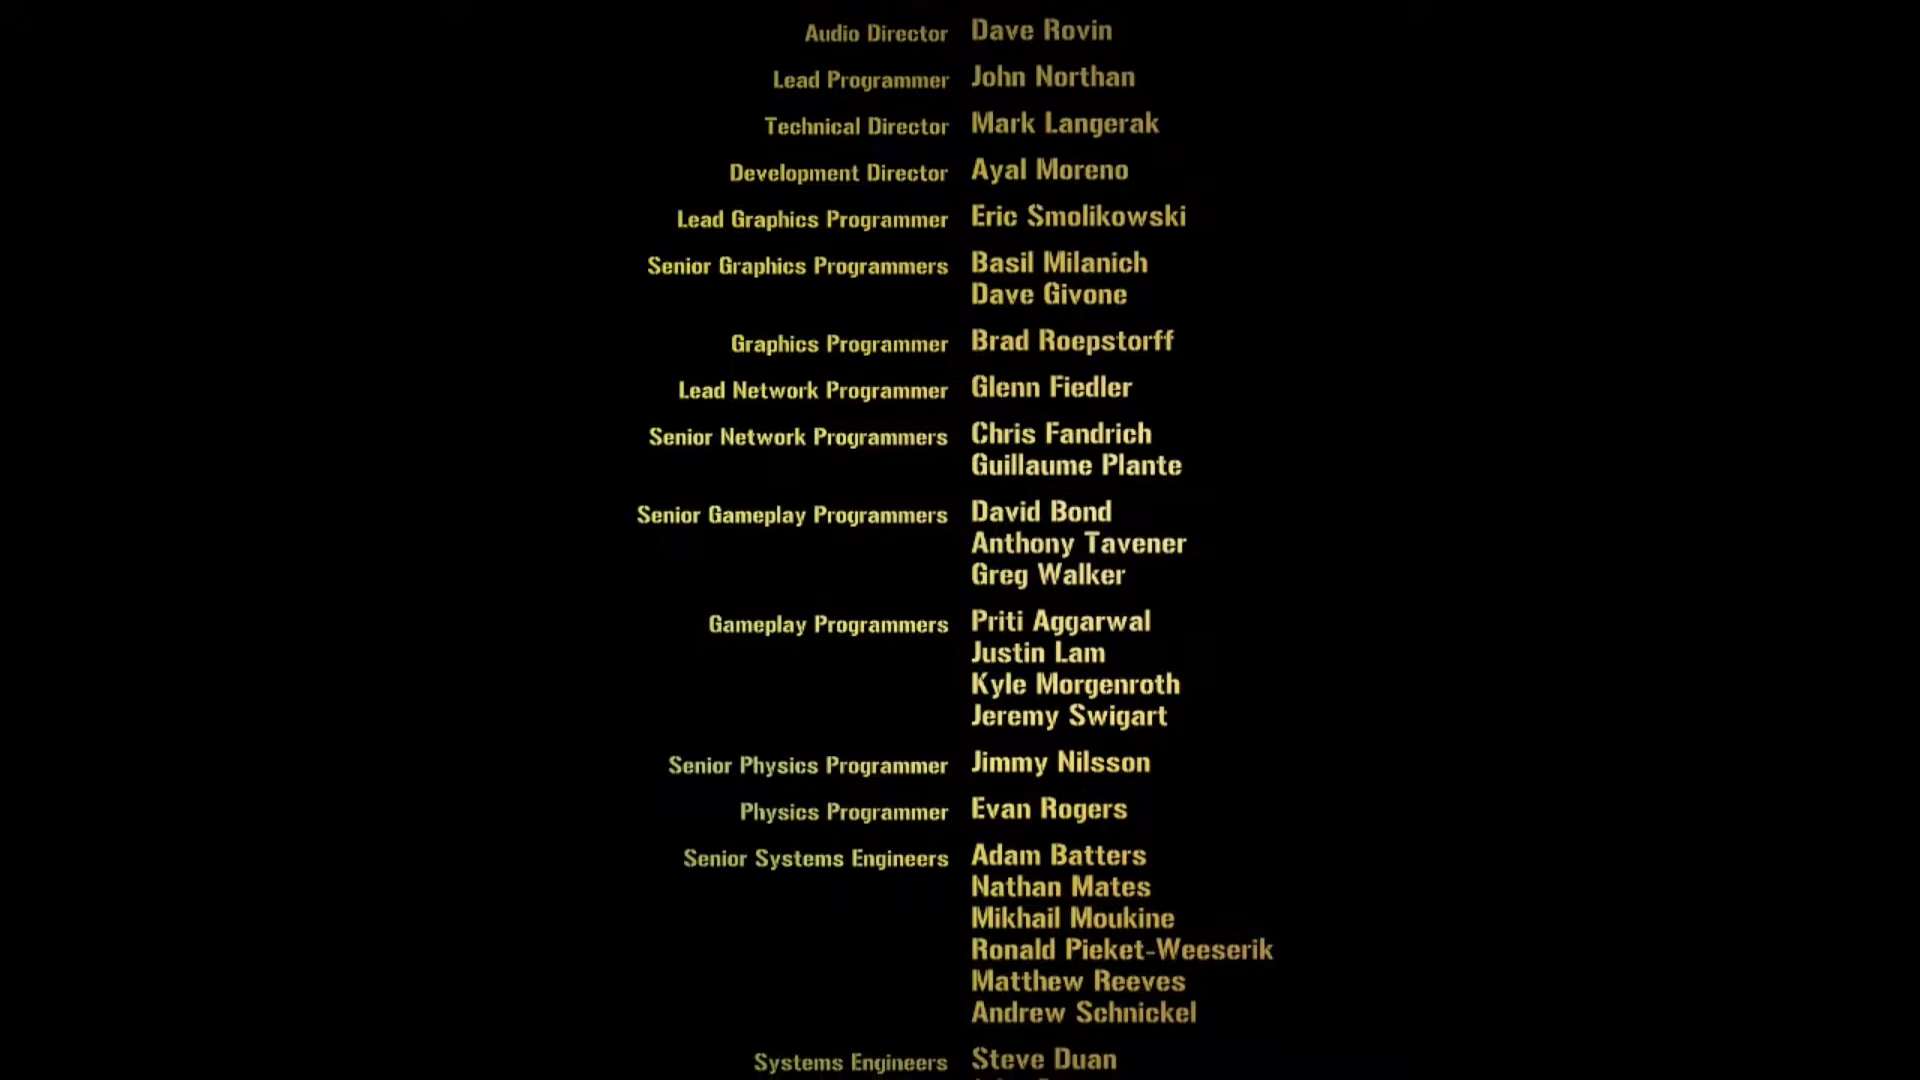 Audio Director Dave Rovin
Lead Programmer John Northan
Technical Director Mark Langerak
Development Director Ayal Moreno
Lead Graphics Programmer Eric Smolikowski
Senior Graphics Programmers Basil Milanich
Dave Givone
Graphics Programmer Brad Roepstorff
Lead Network Programmer Glenn Fiedler
Senior Network Programmers Chris Fandrich
Guillaume Plante
Senior Gameplay Programmers David Bond
Anthony Tavener
Greg Walker
Gameplay Programmers Priti Aggarwal
Justin Lam
Kyle Morgenroth
Jeremy Swigart
Senior Physics Programmer Jimmy Nilsson
Physics Programmer Evan Rogers
Senior Systems Engineers Adam Batters
Nathan Mates
Mikhail Moukine
Ronald Pieket-Weeserik
Matthew Reeves
Andrew Schnickel
Systems Engineers Steve Duan